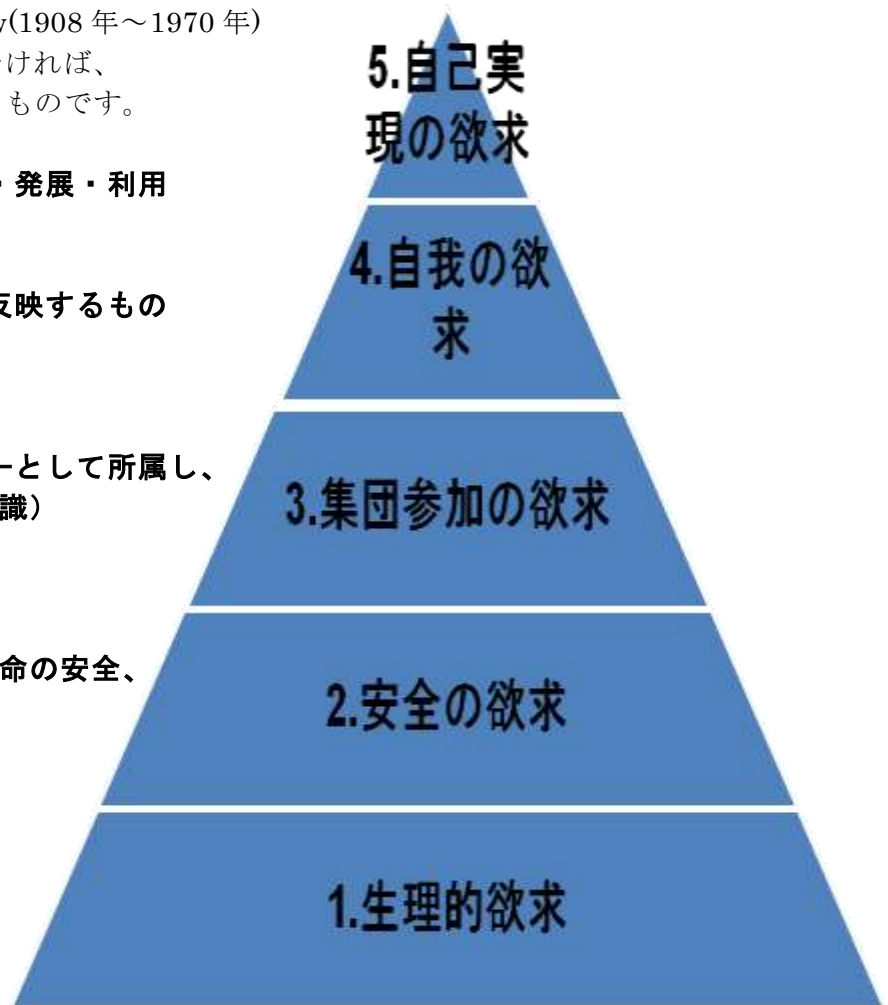 (1908 年～1970 年)
ければ、
ものです。
発展・利用
反映するもの
ーとして所属し、
識）
命の安全、
5.自己実
現の欲求
4.自我の欲
求
3.集団参加の欲求
2.安全の欲求
1.生理的欲求